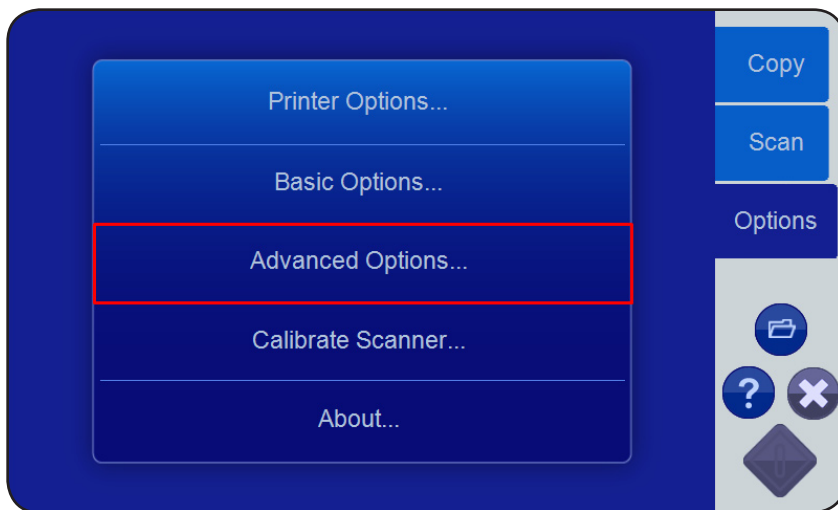 Printer Options...
Basic Options...
Advanced Options...
Calibrate Scanner...
About...
Copy
Scan
Options
?